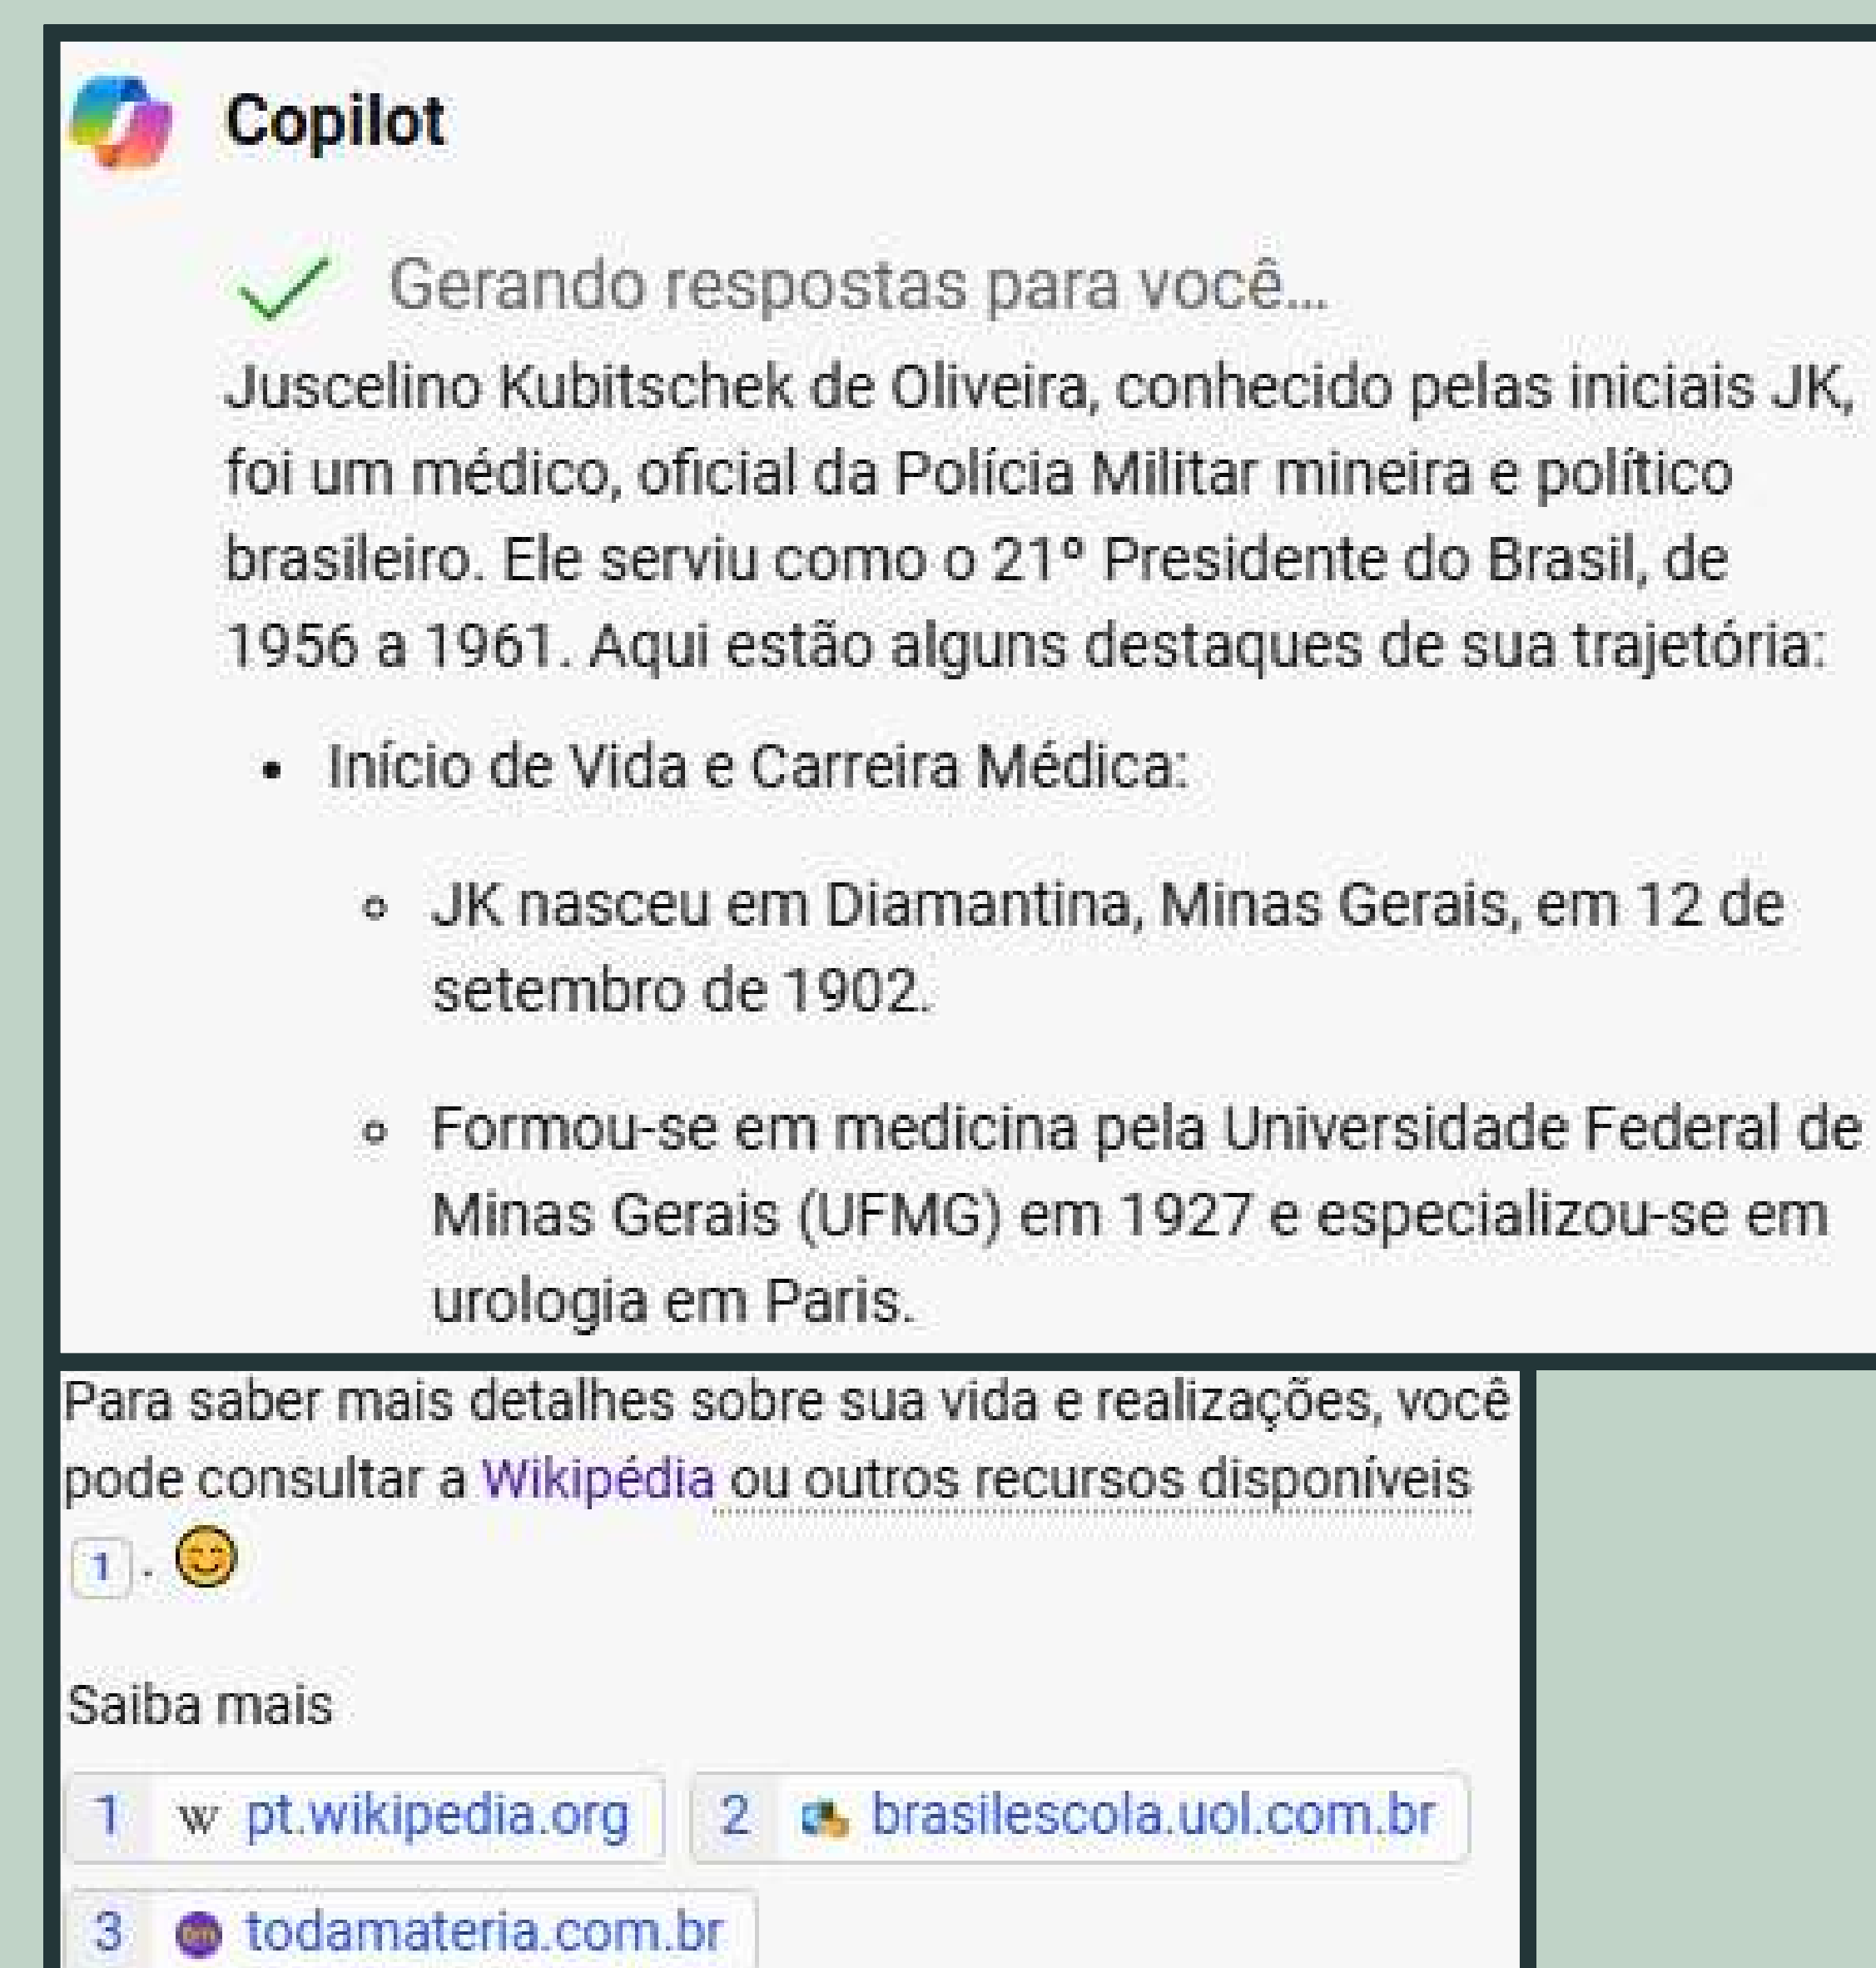 Copilot
Gerando respostas para você...
Juscelino Kubitschek de Oliveira, conhecido pelas iniciais JK,
foi um médico, oficial da Polícia Militar mineira e político
brasileiro. Ele serviu como o 21º Presidente do Brasil, de
1956 a 1961. Aqui estão alguns destaques de sua trajetória:
• Início de Vida e Carreira Médica:
◦ JK nasceu em Diamantina, Minas Gerais, em 12 de
setembro de 1902.
◦ Formou-se em medicina pela Universidade Federal de
Minas Gerais (UFMG) em 1927 e especializou-se em
urologia em Paris.
Para saber mais detalhes sobre sua vida e realizações, você
pode consultar a Wikipédia ou outros recursos disponíveis
1 . 😊
Saiba mais
1 W pt.wikipedia.org 2 brasilescola.uol.com.br
3 todamateria.com.br